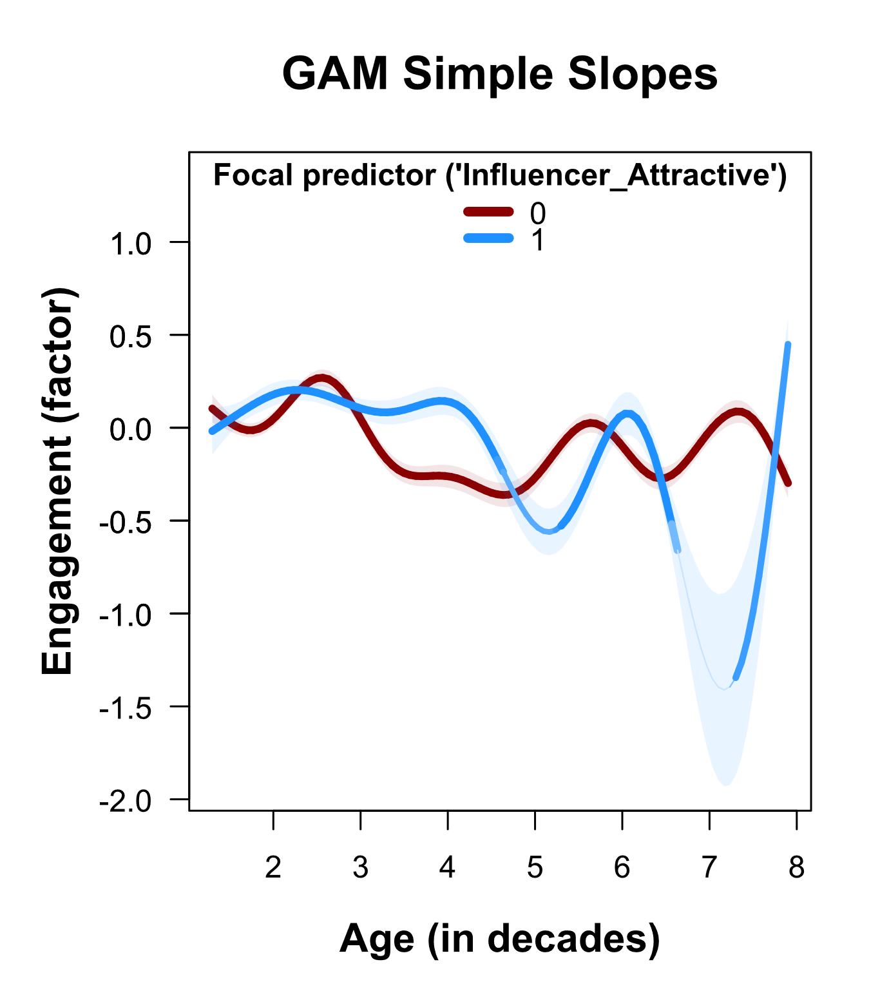 GAM Simple Slopes
Focal predictor ('Influencer_Attractive')
0
1
1.0
0.5
0.0
-0.5
-1.0
-1.5
-2.0
Engagement (factor)
2 3 4 5 6 7 8
Age (in decades)